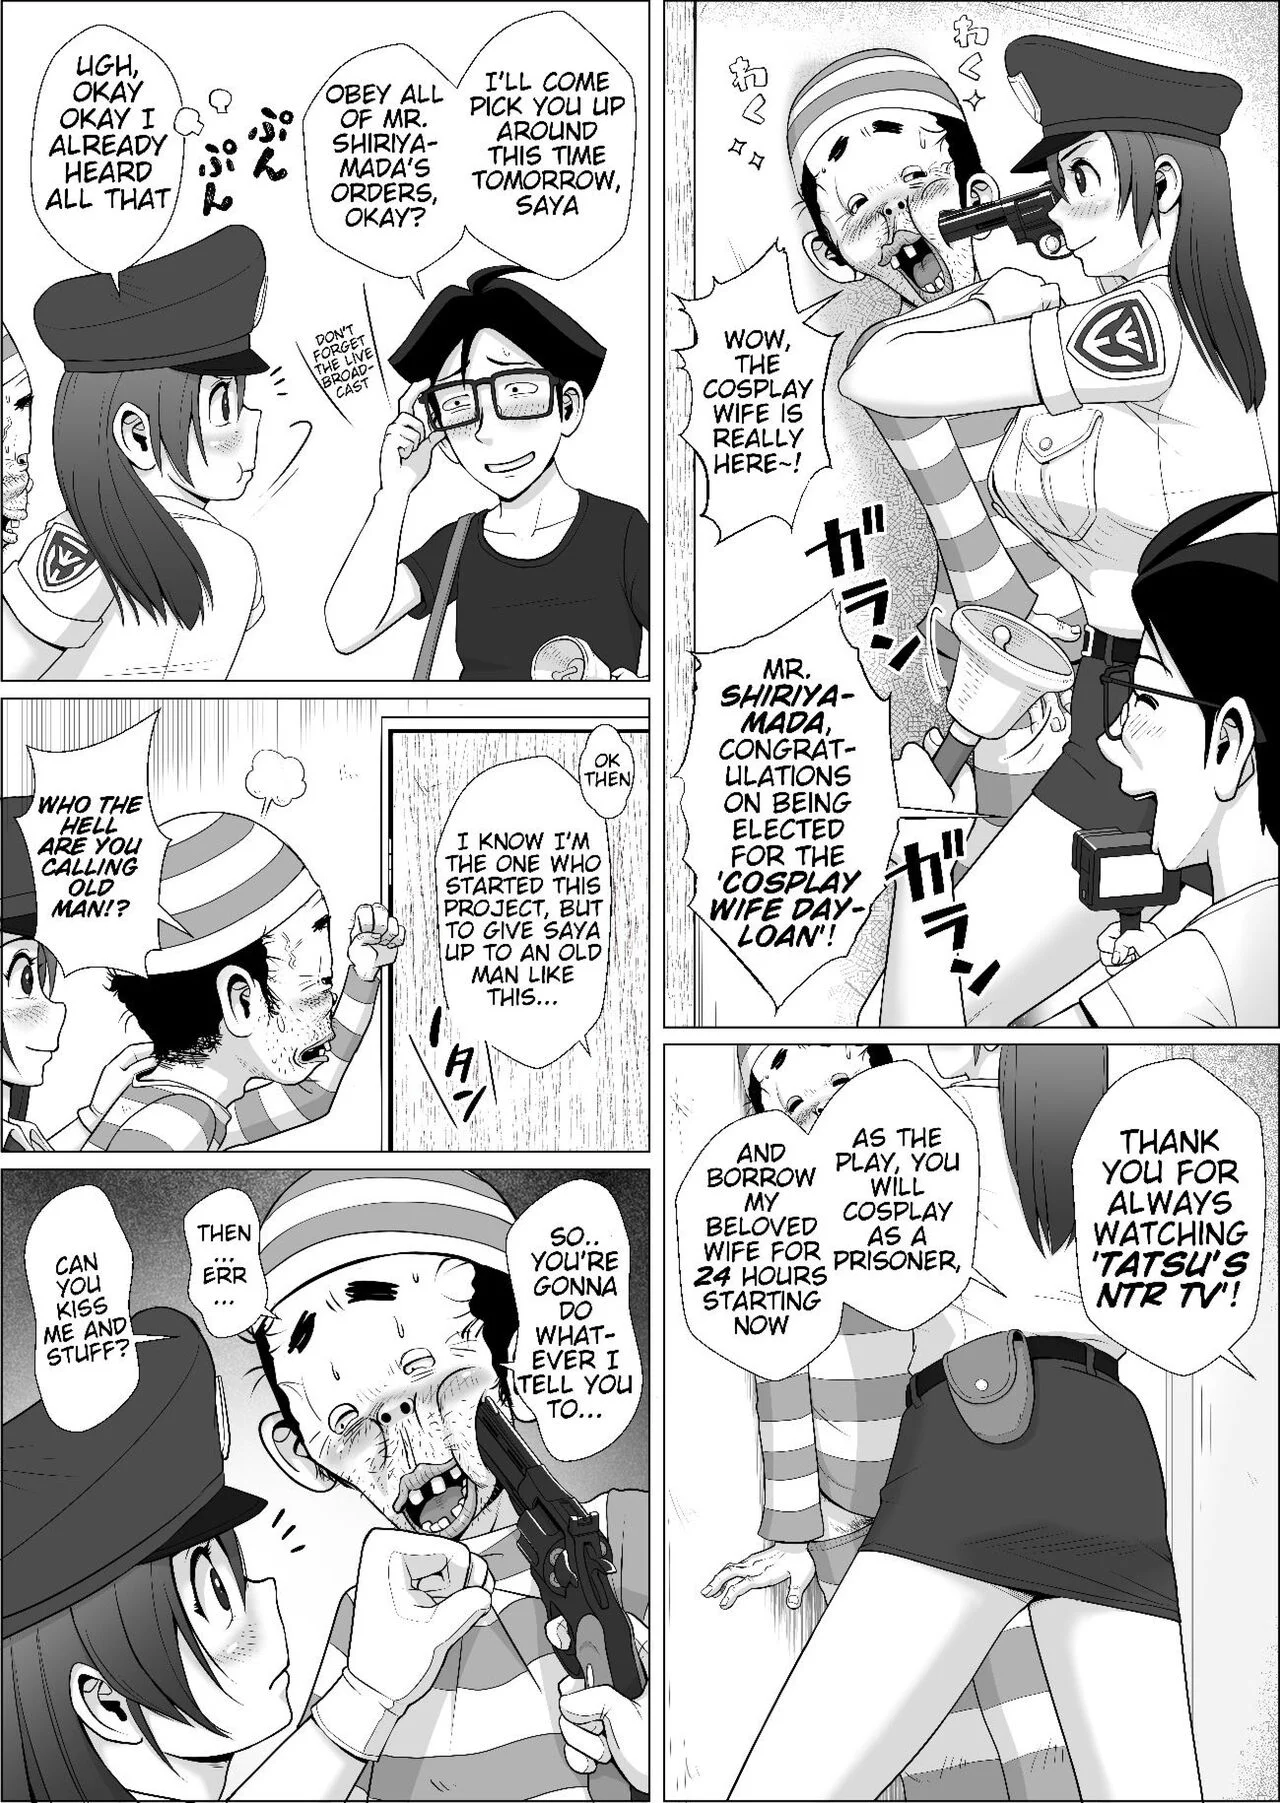 わく
わく
WOW,
THE
COSPLAY
WIFE IS
REALLY
HERE~!
ガラン
MR.
SHIRIYA-
MADA,
CONGRAT-
ULATIONS
ON BEING
ELECTED
FOR THE
'COSPLAY
WIFE DAY-
LOAN'!
ガラン
THANK
YOU FOR
ALWAYS
WATCHING
'TATSU'S
NTR TV'!
AS THE
PLAY, YOU
WILL
COSPLAY
AS A
PRISONER,
AND
BORROW
MY
BELOVED
WIFE FOR
24 HOURS
STARTING
NOW
I'LL COME
PICK YOU UP
AROUND
THIS TIME
TOMORROW,
SAYA
OBEY ALL
OF MR.
SHIRIYA-
MADA'S
ORDERS,
OKAY?
DON'T
FORGET
THE LIVE
BROAD-
CAST
ぷん
ぷん
UGH,
OKAY
OKAY I
ALREADY
HEARD
ALL THAT
OK
THEN
I KNOW I'M
THE ONE WHO
STARTED THIS
PROJECT, BUT
TO GIVE SAYA
UP TO AN OLD
MAN LIKE
THIS...
バタン
WHO THE
HELL
ARE YOU
CALLING
OLD
MAN!?
SO..
YOU'RE
GONNA
DO
WHAT-
EVER I
TELL YOU
TO...
THEN
...
ERR
...
CAN
YOU
KISS
ME AND
STUFF?